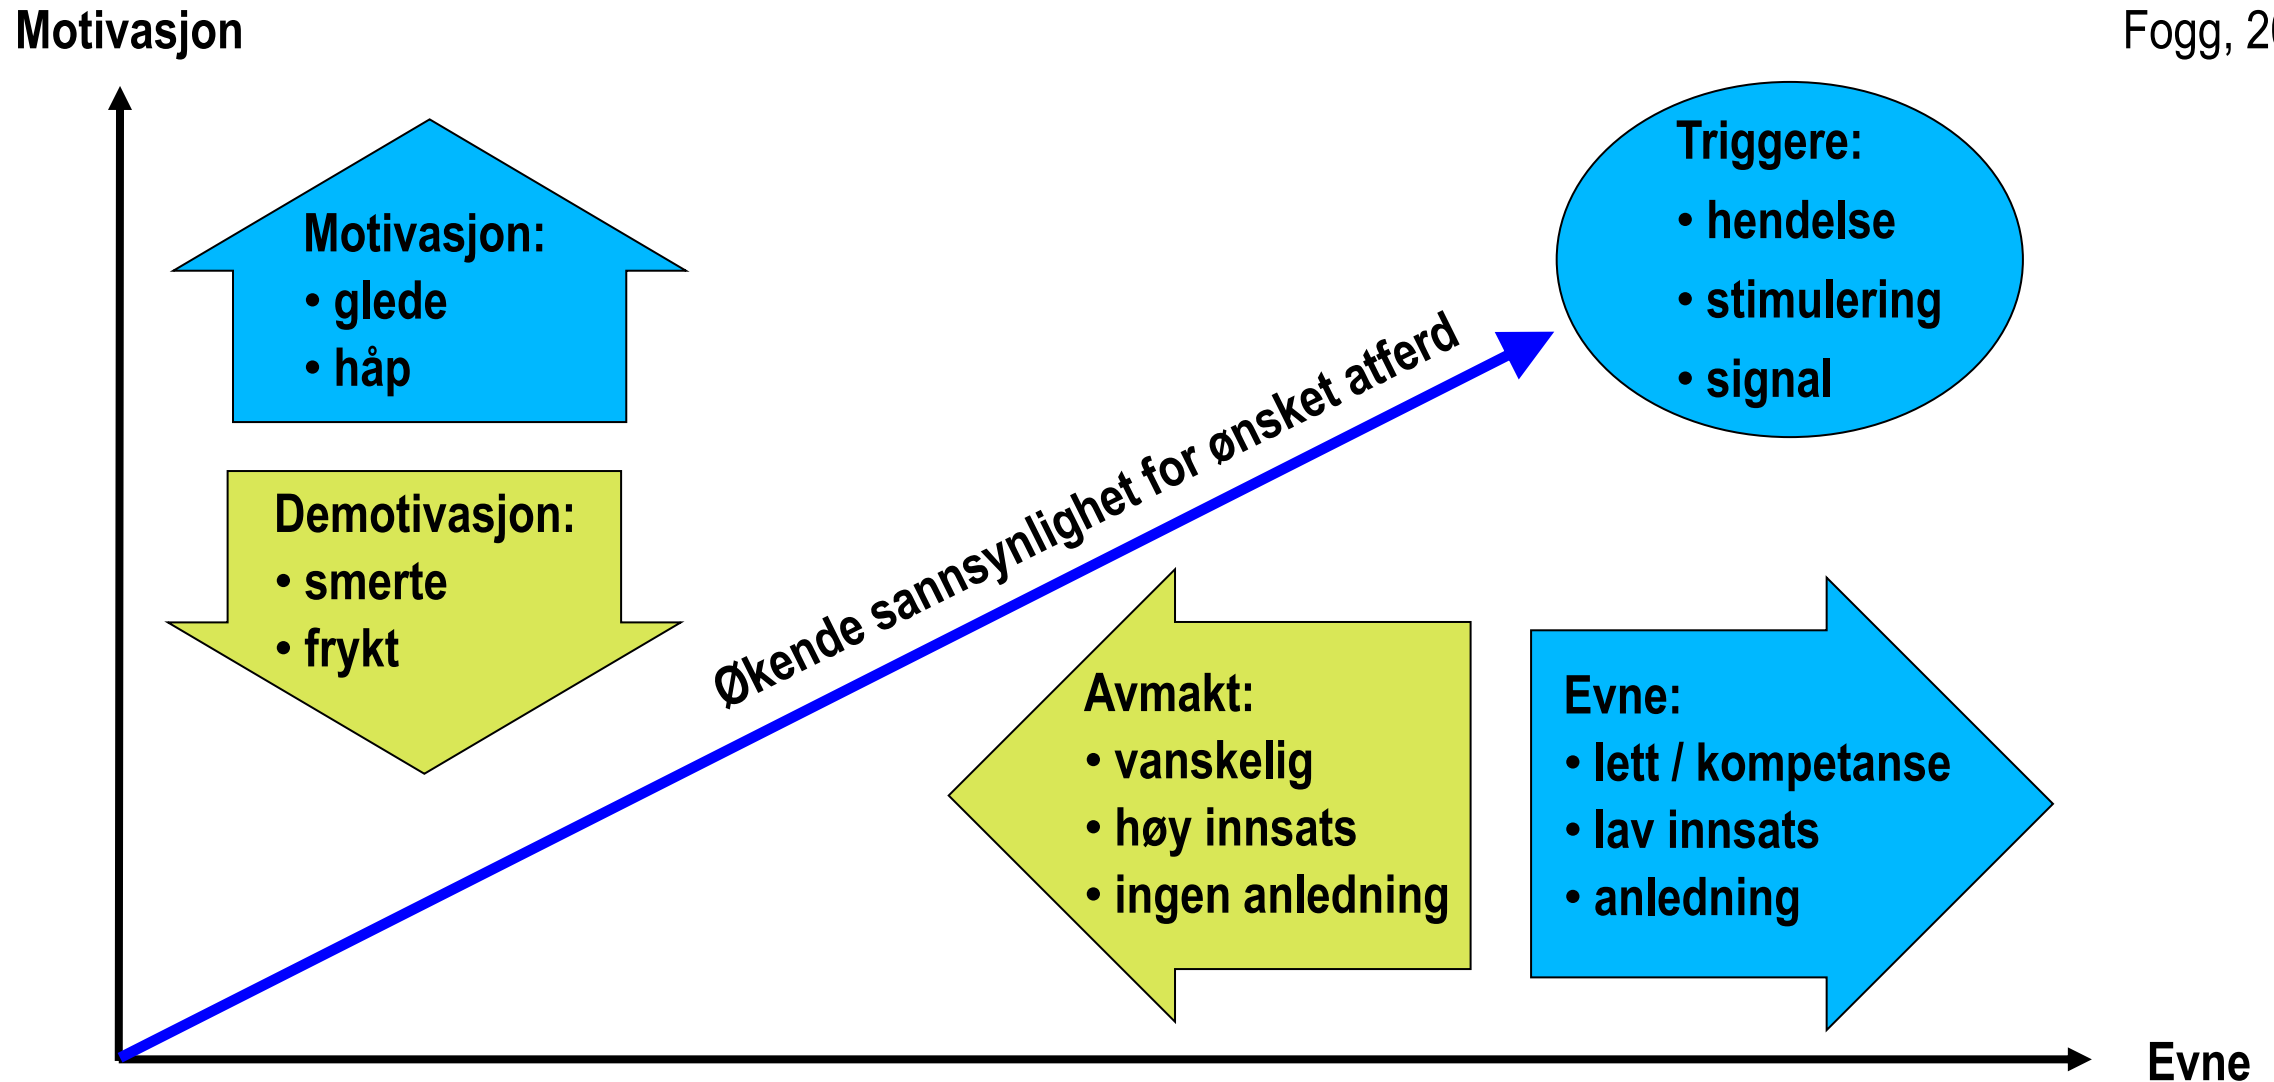 Motivasjon
Fogg, 20
Motivasjon:
• glede
• håp
Triggere:
• hendelse
• stimulering
• signal
Økende sannsynlighet for ønsket atferd
Demotivasjon:
• smerte
• frykt
Avmakt:
• vanskelig
• høy innsats
• ingen anledning
Evne:
• lett / kompetanse
• lav innsats
• anledning
Evne